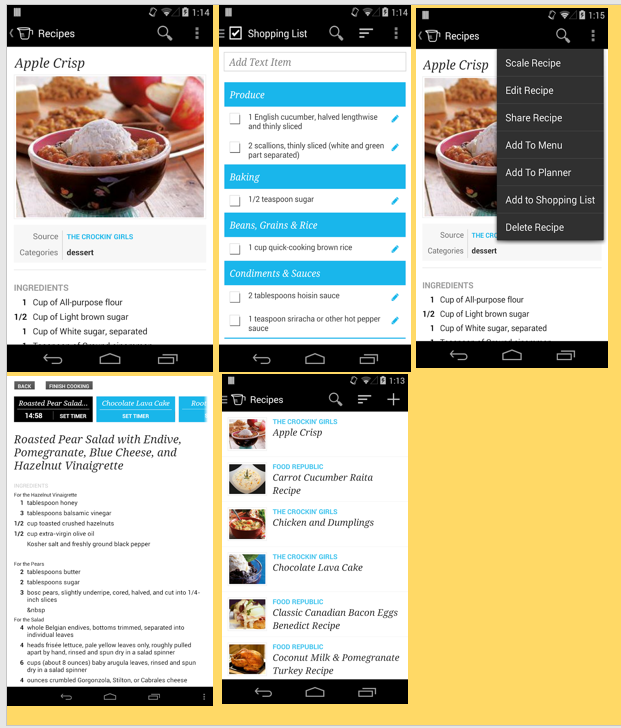 1:14
Recipes
Apple Crisp
Source THE CROCKIN' GIRLS
Categories dessert
INGREDIENTS
1 Cup of All-purpose flour
1/2 Cup of Light brown sugar
1 Cup of White sugar, separated
1:14
Shopping List
Add Text Item
Produce
1 English cucumber, halved lengthwise
and thinly sliced
2 scallions, thinly sliced (white and green
part separated)
Baking
1/2 teaspoon sugar
Beans, Grains & Rice
1 cup quick-cooking brown rice
Condiments & Sauces
2 tablespoons hoisin sauce
1 teaspoon sriracha or other hot pepper
sauce
1:15
Recipes
Apple Crisp
Scale Recipe
Edit Recipe
Share Recipe
Add To Menu
Add To Planner
Add to Shopping List
Delete Recipe
Source THE CROC
Categories dessert
INGREDIENTS
1 Cup of All-purpose flour
1/2 Cup of Light brown sugar
1 Cup of White sugar, separated
BACK FINISH COOKING
Roasted Pear Salad... Chocolate Lava Cake Roas
14:58 SET TIMER SET TIMER
Roasted Pear Salad with Endive,
Pomegranate, Blue Cheese, and
Hazelnut Vinaigrette
INGREDIENTS
For the Hazelnut Vinaigrette
1 tablespoon honey
3 tablespoons balsamic vinegar
1/2 cup toasted crushed hazelnuts
1/2 cup extra-virgin olive oil
Kosher salt and freshly ground black pepper
For the Pears
2 tablespoons butter
2 tablespoons sugar
3 bosc pears, slightly underripe, cored, halved, and cut into 1/4-
inch slices
&nbsp
For the Salad
4 whole Belgian endives, bottoms trimmed, separated into
individual leaves
4 heads frisée lettuce, pale yellow leaves only, roughly pulled
apart by hand, rinsed and spun dry in a salad spinner
6 cups (about 8 ounces) baby arugula leaves, rinsed and spun
dry in a salad spinner
4 ounces crumbled Gorgonzola, Stilton, or Cabrales cheese
1:13
Recipes
THE CROCKIN' GIRLS
Apple Crisp
FOOD REPUBLIC
Carrot Cucumber Raita
Recipe
THE CROCKIN' GIRLS
Chicken and Dumplings
THE CROCKIN' GIRLS
Chocolate Lava Cake
FOOD REPUBLIC
Classic Canadian Bacon Eggs
Benedict Recipe
FOOD REPUBLIC
Coconut Milk & Pomegranate
Turkey Recipe